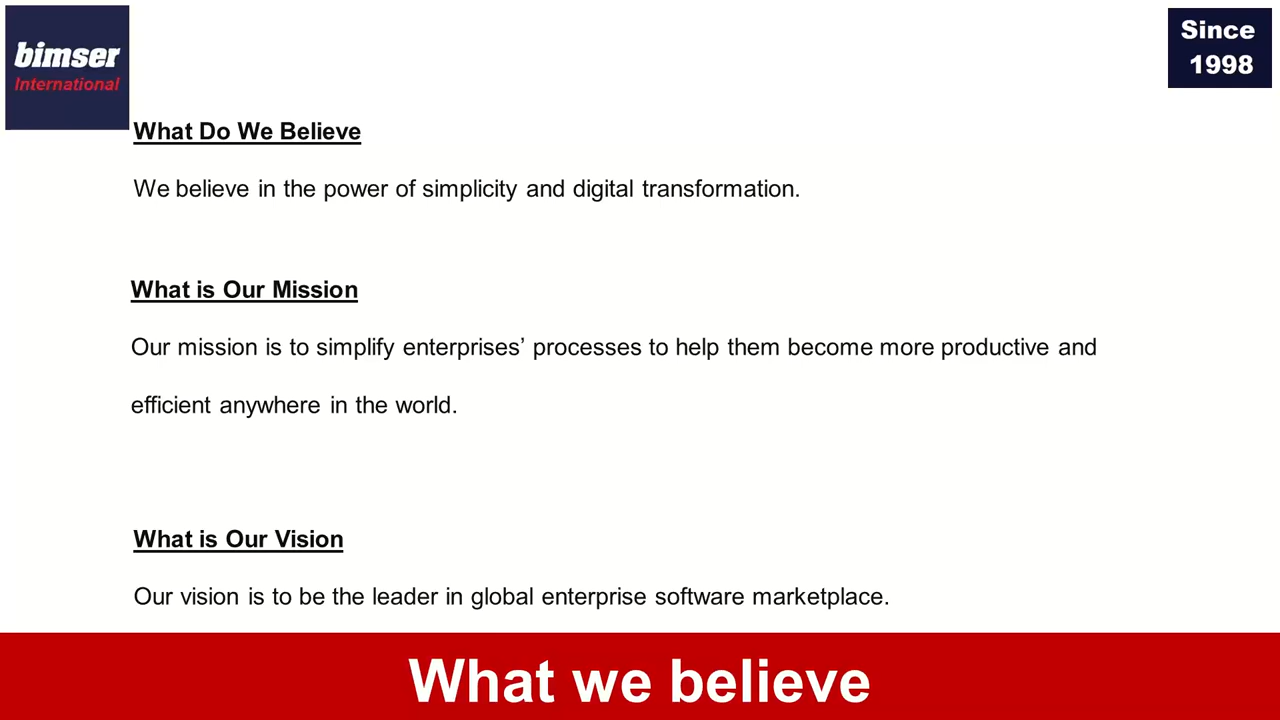 bimser
International
Since
1998
What Do We Believe
We believe in the power of simplicity and digital transformation.
What is Our Mission
Our mission is to simplify enterprises’ processes to help them become more productive and
efficient anywhere in the world.
What is Our Vision
Our vision is to be the leader in global enterprise software marketplace.
What we believe